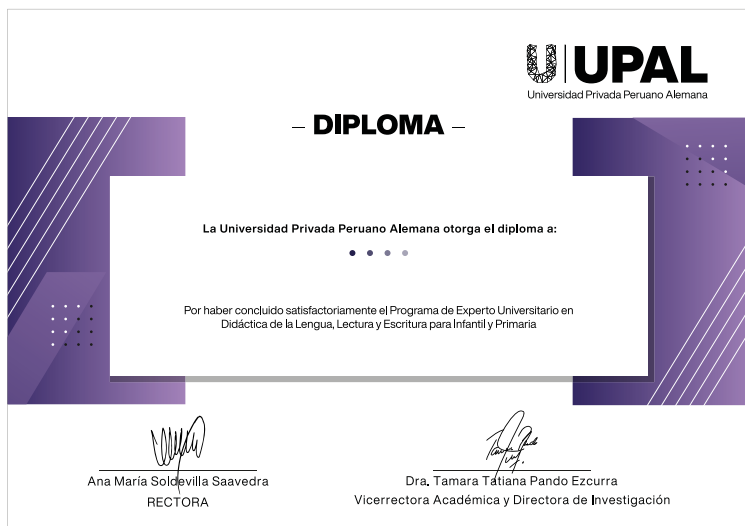 UPAL
Universidad Privada Peruano Alemana
– DIPLOMA –
La Universidad Privada Peruano Alemana otorga el diploma a:
Por haber concluido satisfactoriamente el Programa de Experto Universitario en
Didáctica de la Lengua, Lectura y Escritura para Infantil y Primaria
Ana María Soldevilla Saavedra
RECTORA
Dra. Tamara Tatiana Pando Ezcurra
Vicerrectora Académica y Directora de Investigación